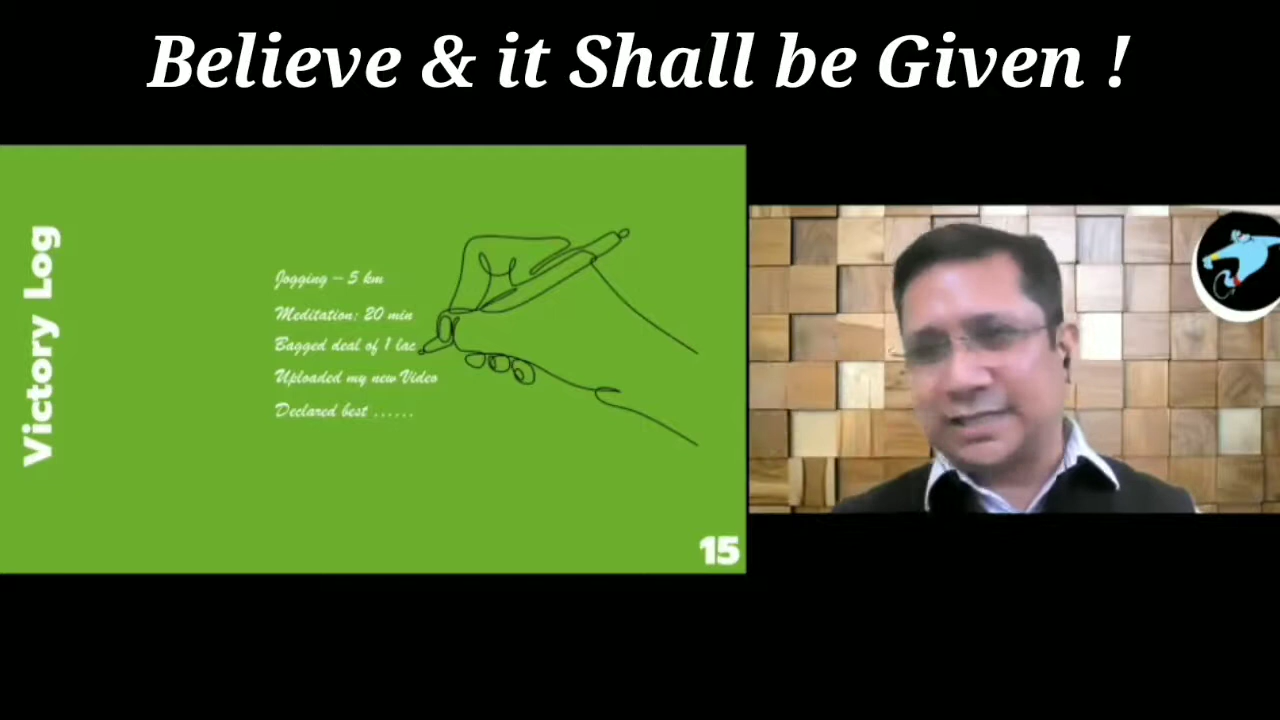 Believe & it Shall be Given !
Victory Log
Jogging – 5 km
Meditation: 20 min
Bagged deal of 1 lac
Uploaded my new Video
Declared best ......
15